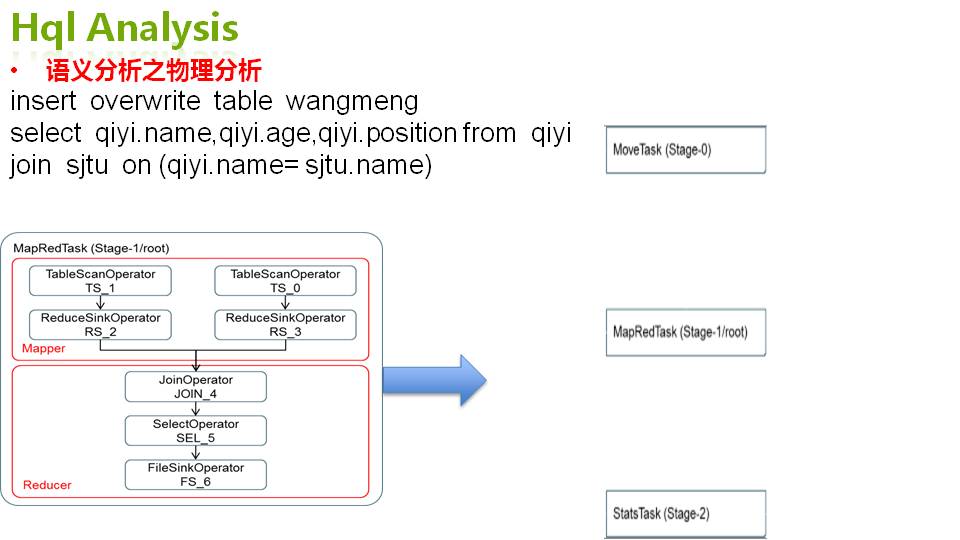 Hql Analysis
• 语义分析之物理分析
insert overwrite table wangmeng
select qiyi.name,qiyi.age,qiyi.position from qiyi
join sjtu on (qiyi.name= sjtu.name)
MapRedTask (Stage-1/root)
TableScanOperator
TS_1
TableScanOperator
TS_0
ReduceSinkOperator
RS_2
ReduceSinkOperator
RS_3
Mapper
JoinOperator
JOIN_4
SelectOperator
SEL_5
FileSinkOperator
FS_6
Reducer
MoveTask (Stage-0)
MapRedTask (Stage-1/root)
StatsTask (Stage-2)